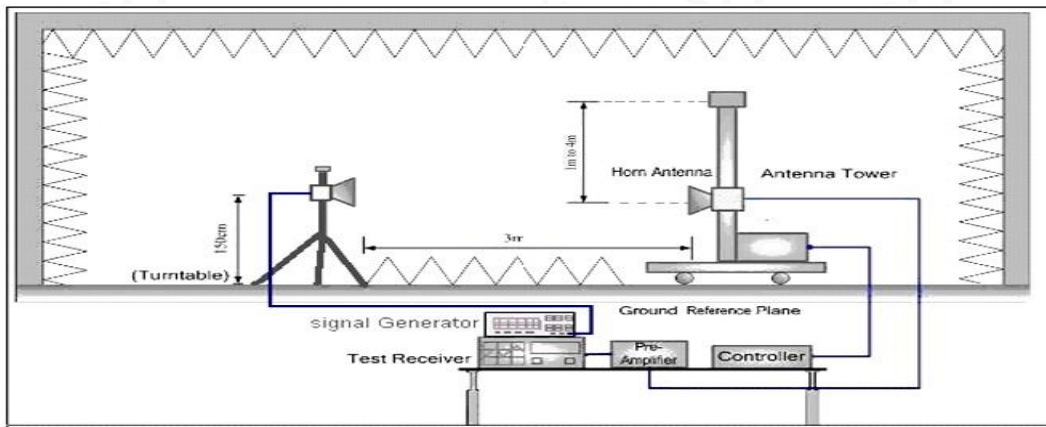 1m to 4m
Horn Antenna
Antenna Tower
150cm
3m
(Turntable)
Ground Reference Plane
signal Generator
Test Receiver
Pre-
Amplifier
Controller